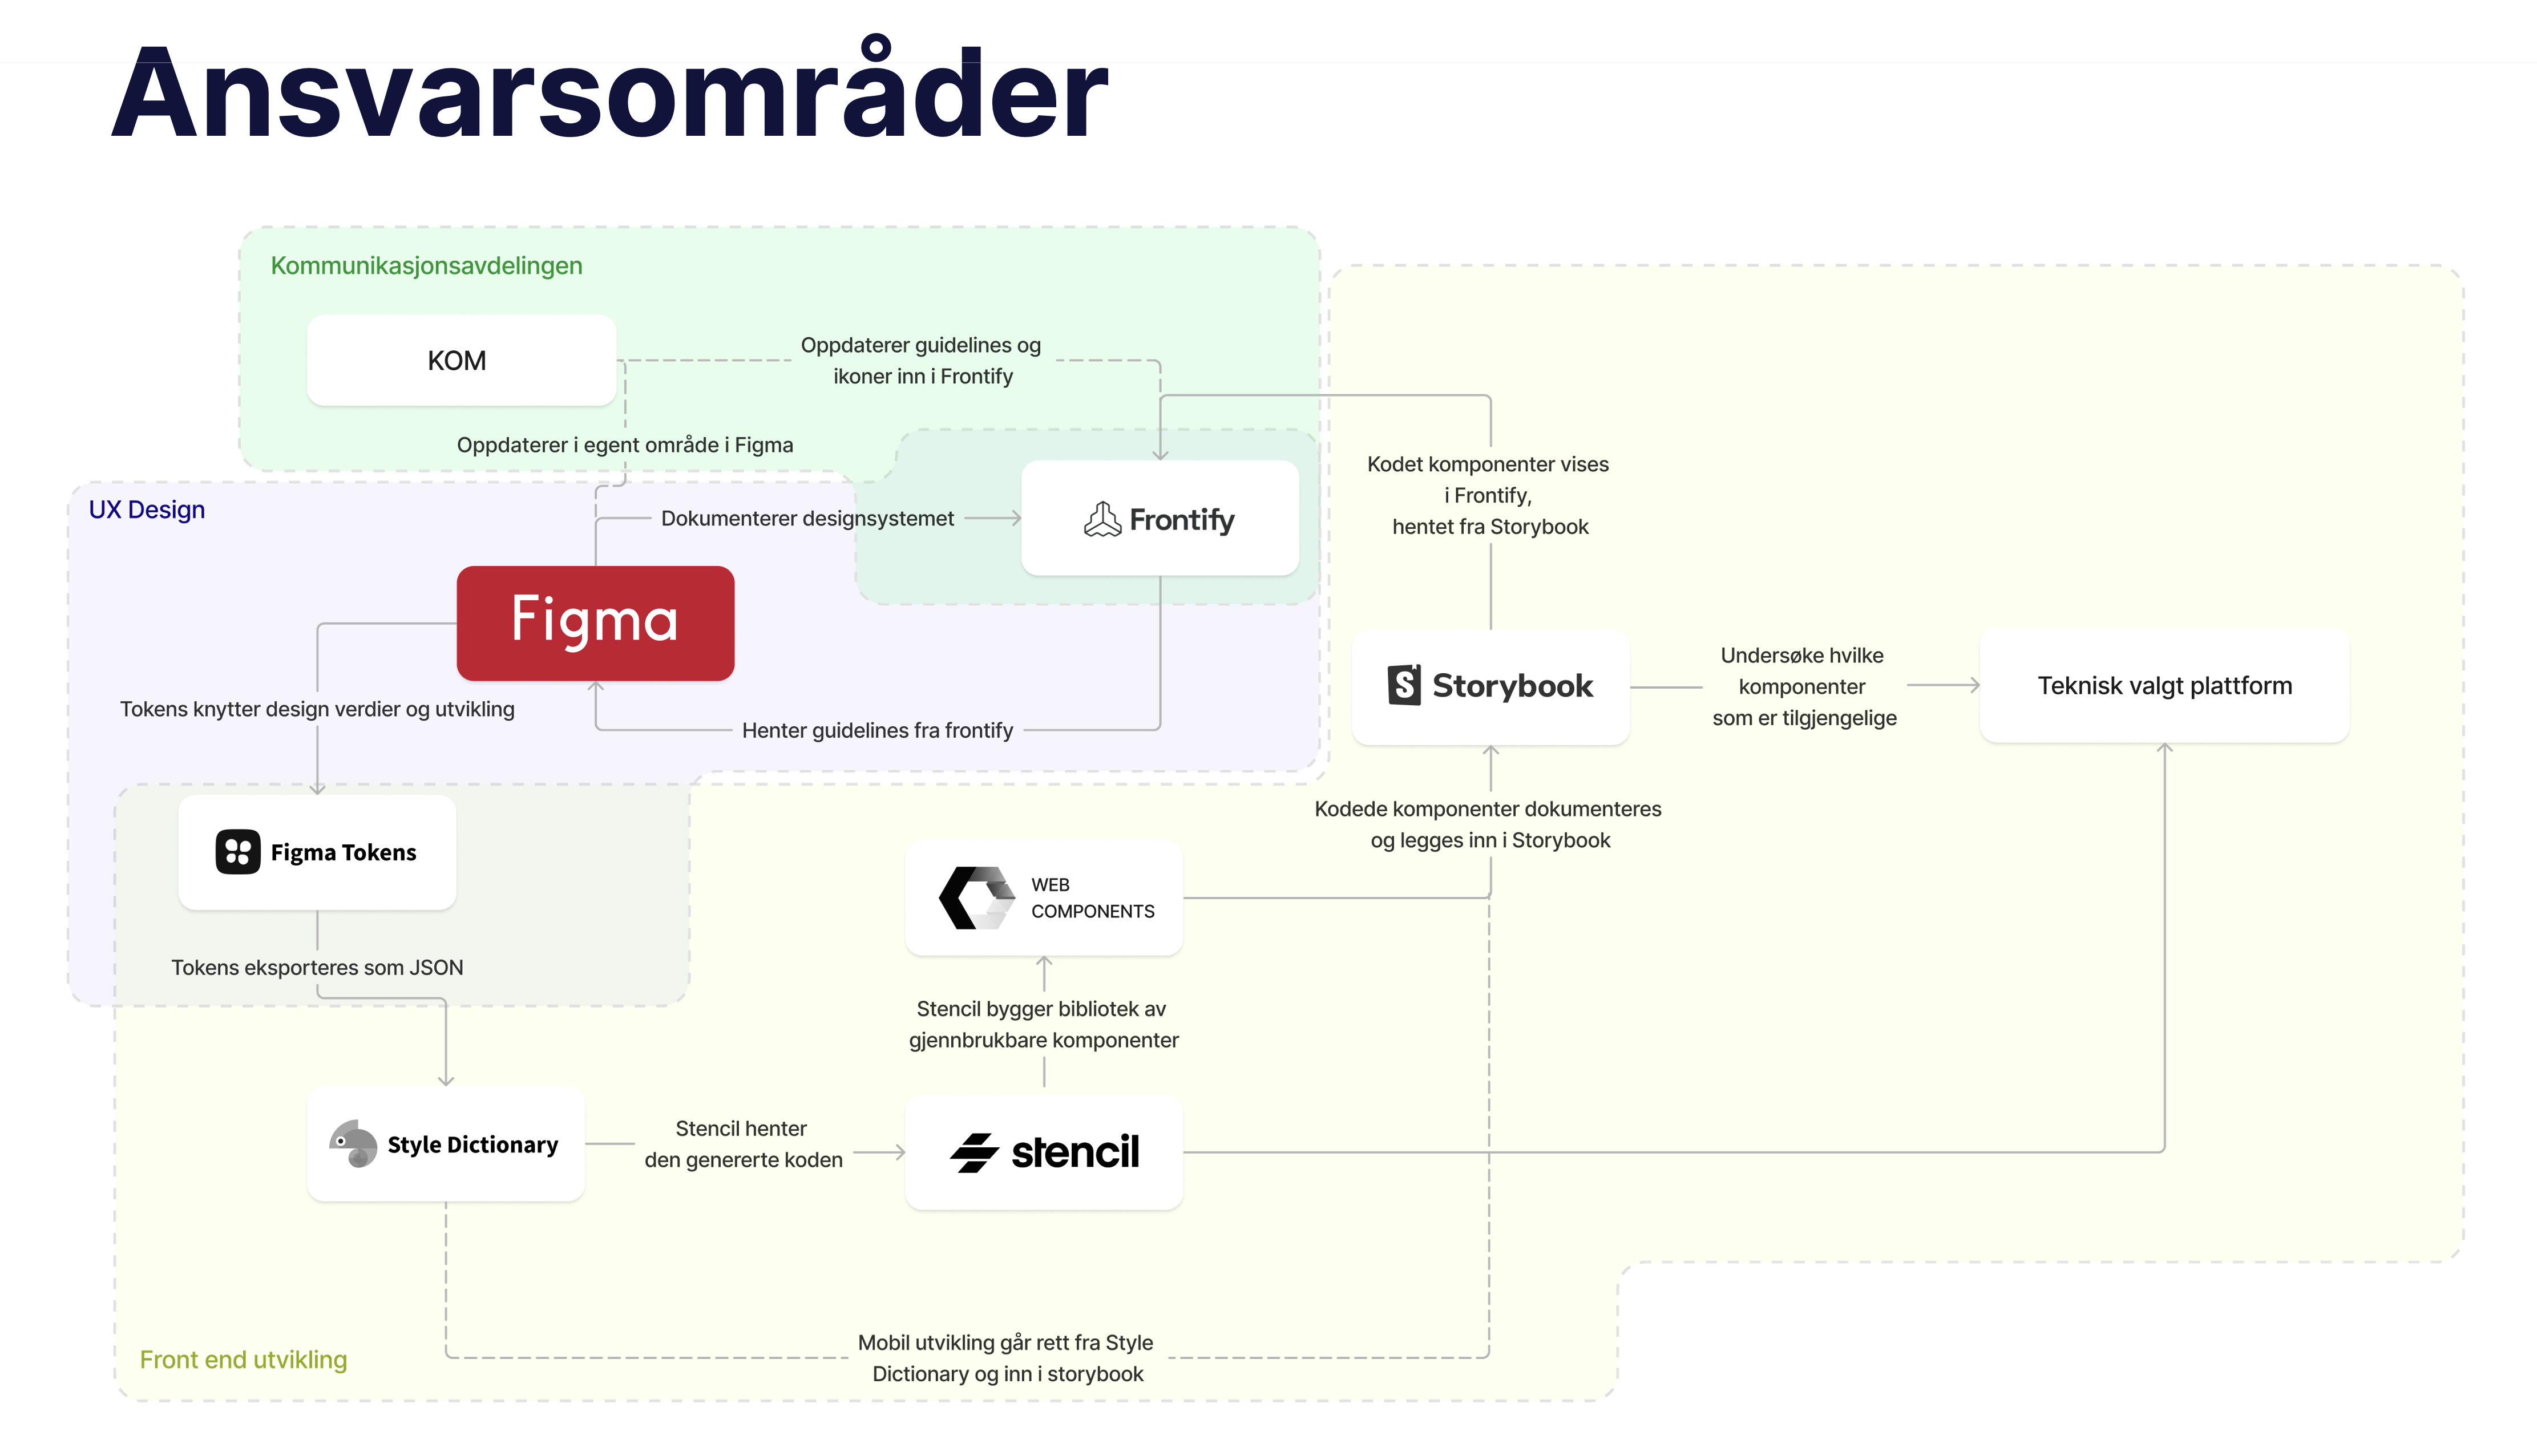 Ansvarsområder
Kommunikasjonsavdelingen
KOM
Oppdaterer guidelines og
ikoner inn i Frontify
Oppdaterer i egent område i Figma
UX Design
Dokumenterer designsystemet
Frontify
Kodet komponenter vises
i Frontify,
hentet fra Storybook
Figma
Tokens knytter design verdier og utvikling
Henter guidelines fra frontify
Storybook
Undersøke hvilke
komponenter
som er tilgjengelige
Teknisk valgt plattform
Figma Tokens
Kodede komponenter dokumenteres
og legges inn i Storybook
WEB
COMPONENTS
Tokens eksporteres som JSON
Stencil bygger bibliotek av
gjennbrukbare komponenter
Style Dictionary
Stencil henter
den genererte koden
stencil
Mobil utvikling går rett fra Style
Dictionary og inn i storybook
Front end utvikling